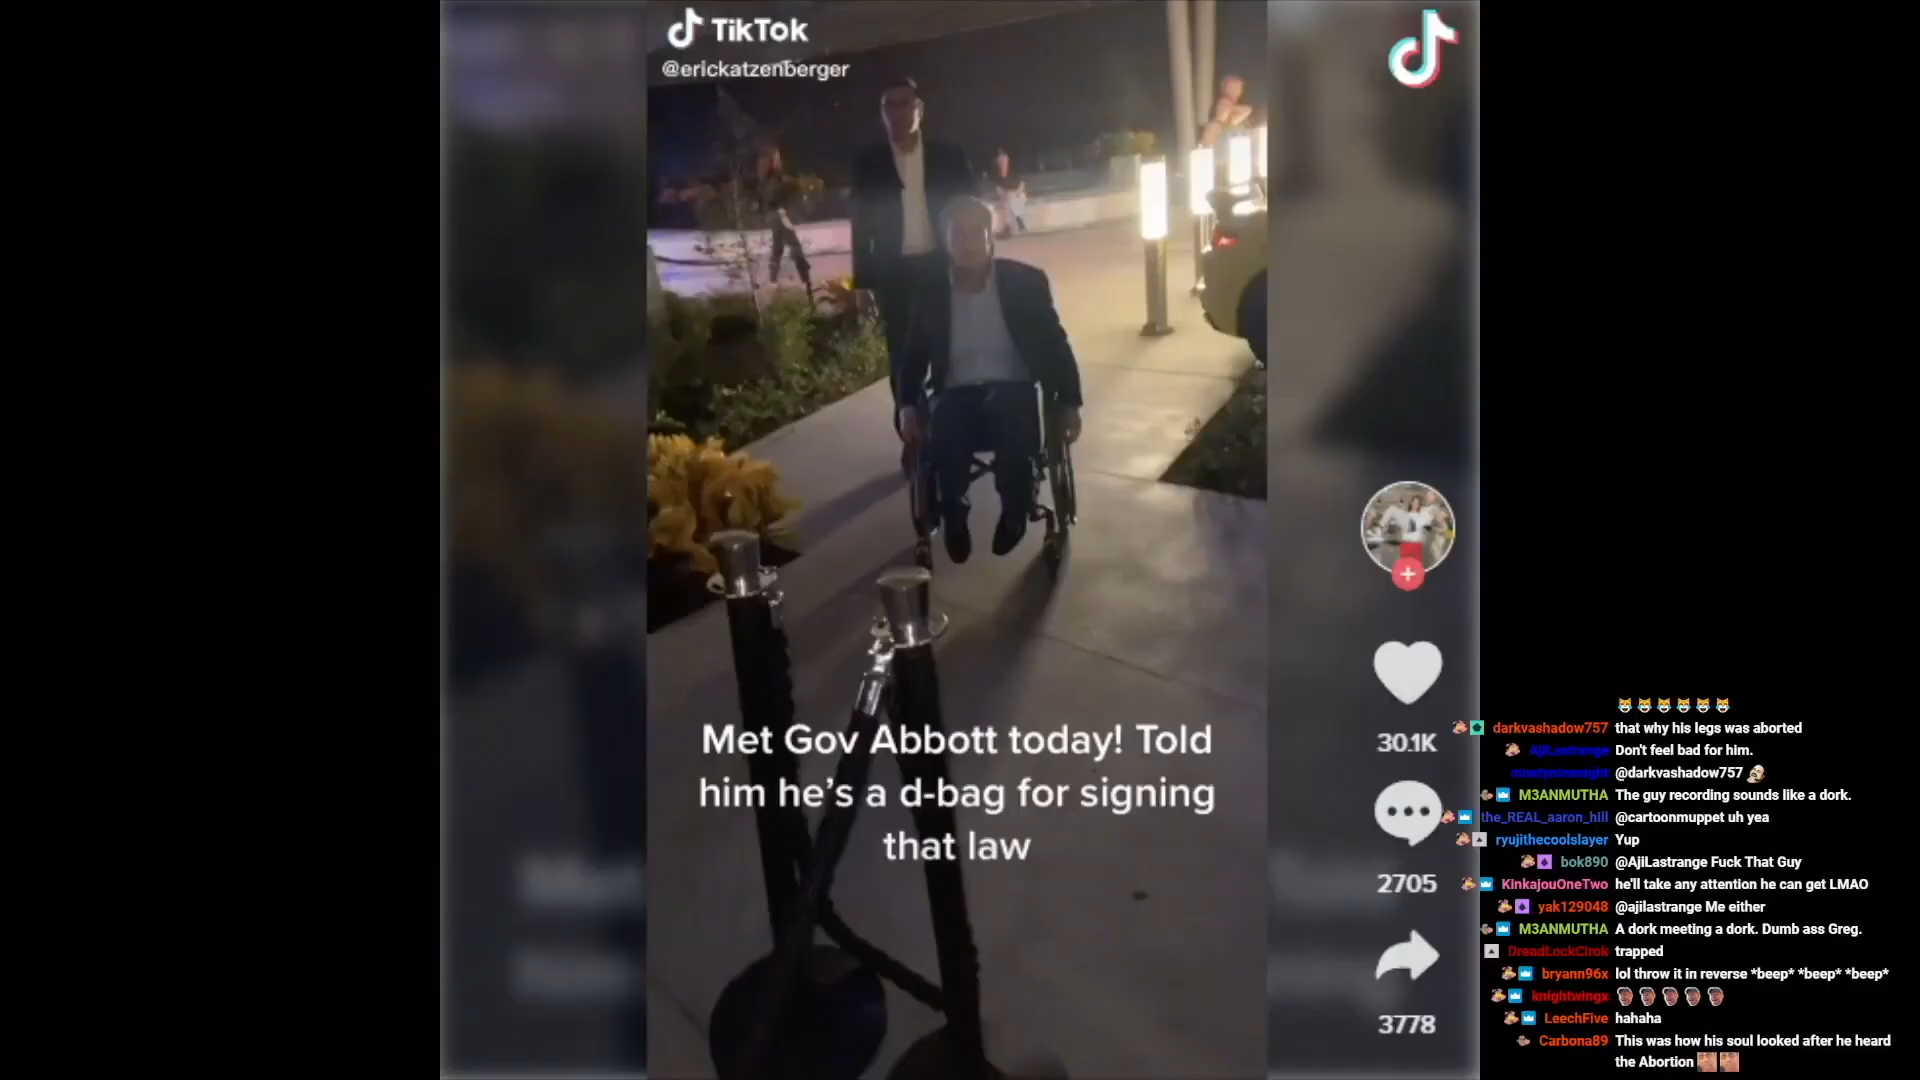 TikTok
@erickatzenberger
Met Gov Abbott today! Told
him he's a d-bag for signing
that law
30.1K
2705
3778
darkvashadow757 that why his legs was aborted
AjiLastrange Don't feel bad for him.
@darkvashadow757
M3ANMUTHA The guy recording sounds like a dork.
the_REAL_aaron_hill @cartoonmuppet uh yea
ryujithecoolslayer Yup
bok890 @AjiLastrange Fuck That Guy
KinkajouOneTwo he'll take any attention he can get LMAO
yak129048 @ajilastrange Me either
M3ANMUTHA A dork meeting a dork. Dumb ass Greg.
DreadLockCirok trapped
bryann96x lol throw it in reverse *beep* *beep* *beep*
knightwingx
LeechFive hahaha
Carbona89 This was how his soul looked after he heard
the Abortion